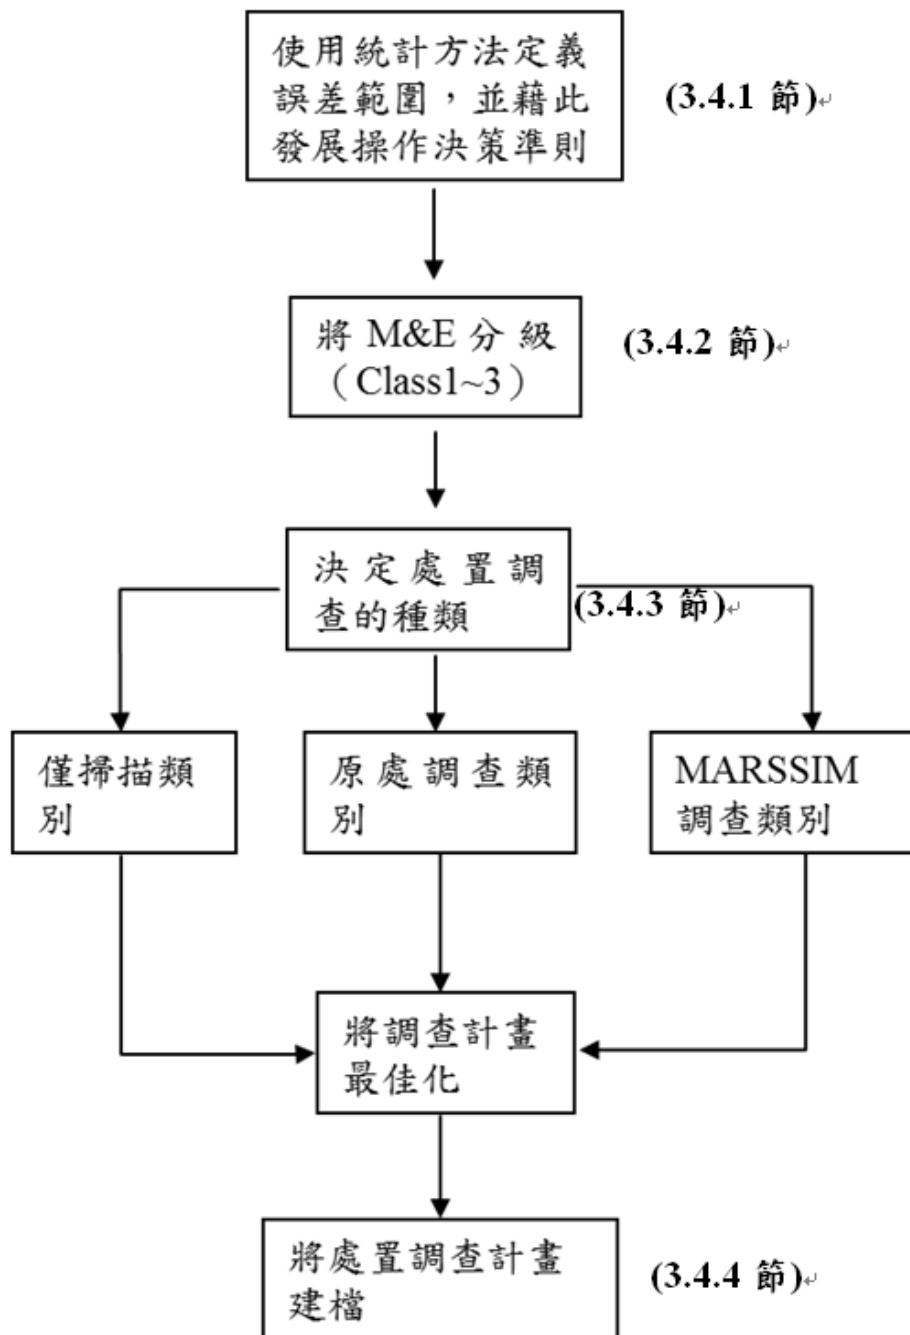 使用統計方法定義
誤差範圍，並藉此
發展操作決策準則
(3.4.1 節)↵
將 M&E 分級
（Class1~3）
(3.4.2 節)↵
決定處置調
查的種類
(3.4.3 節)↵
僅掃描類
別
原處調查類
別
MARSSIM
調查類別
將調查計畫
最佳化
將處置調查計畫
建檔
(3.4.4 節)↵